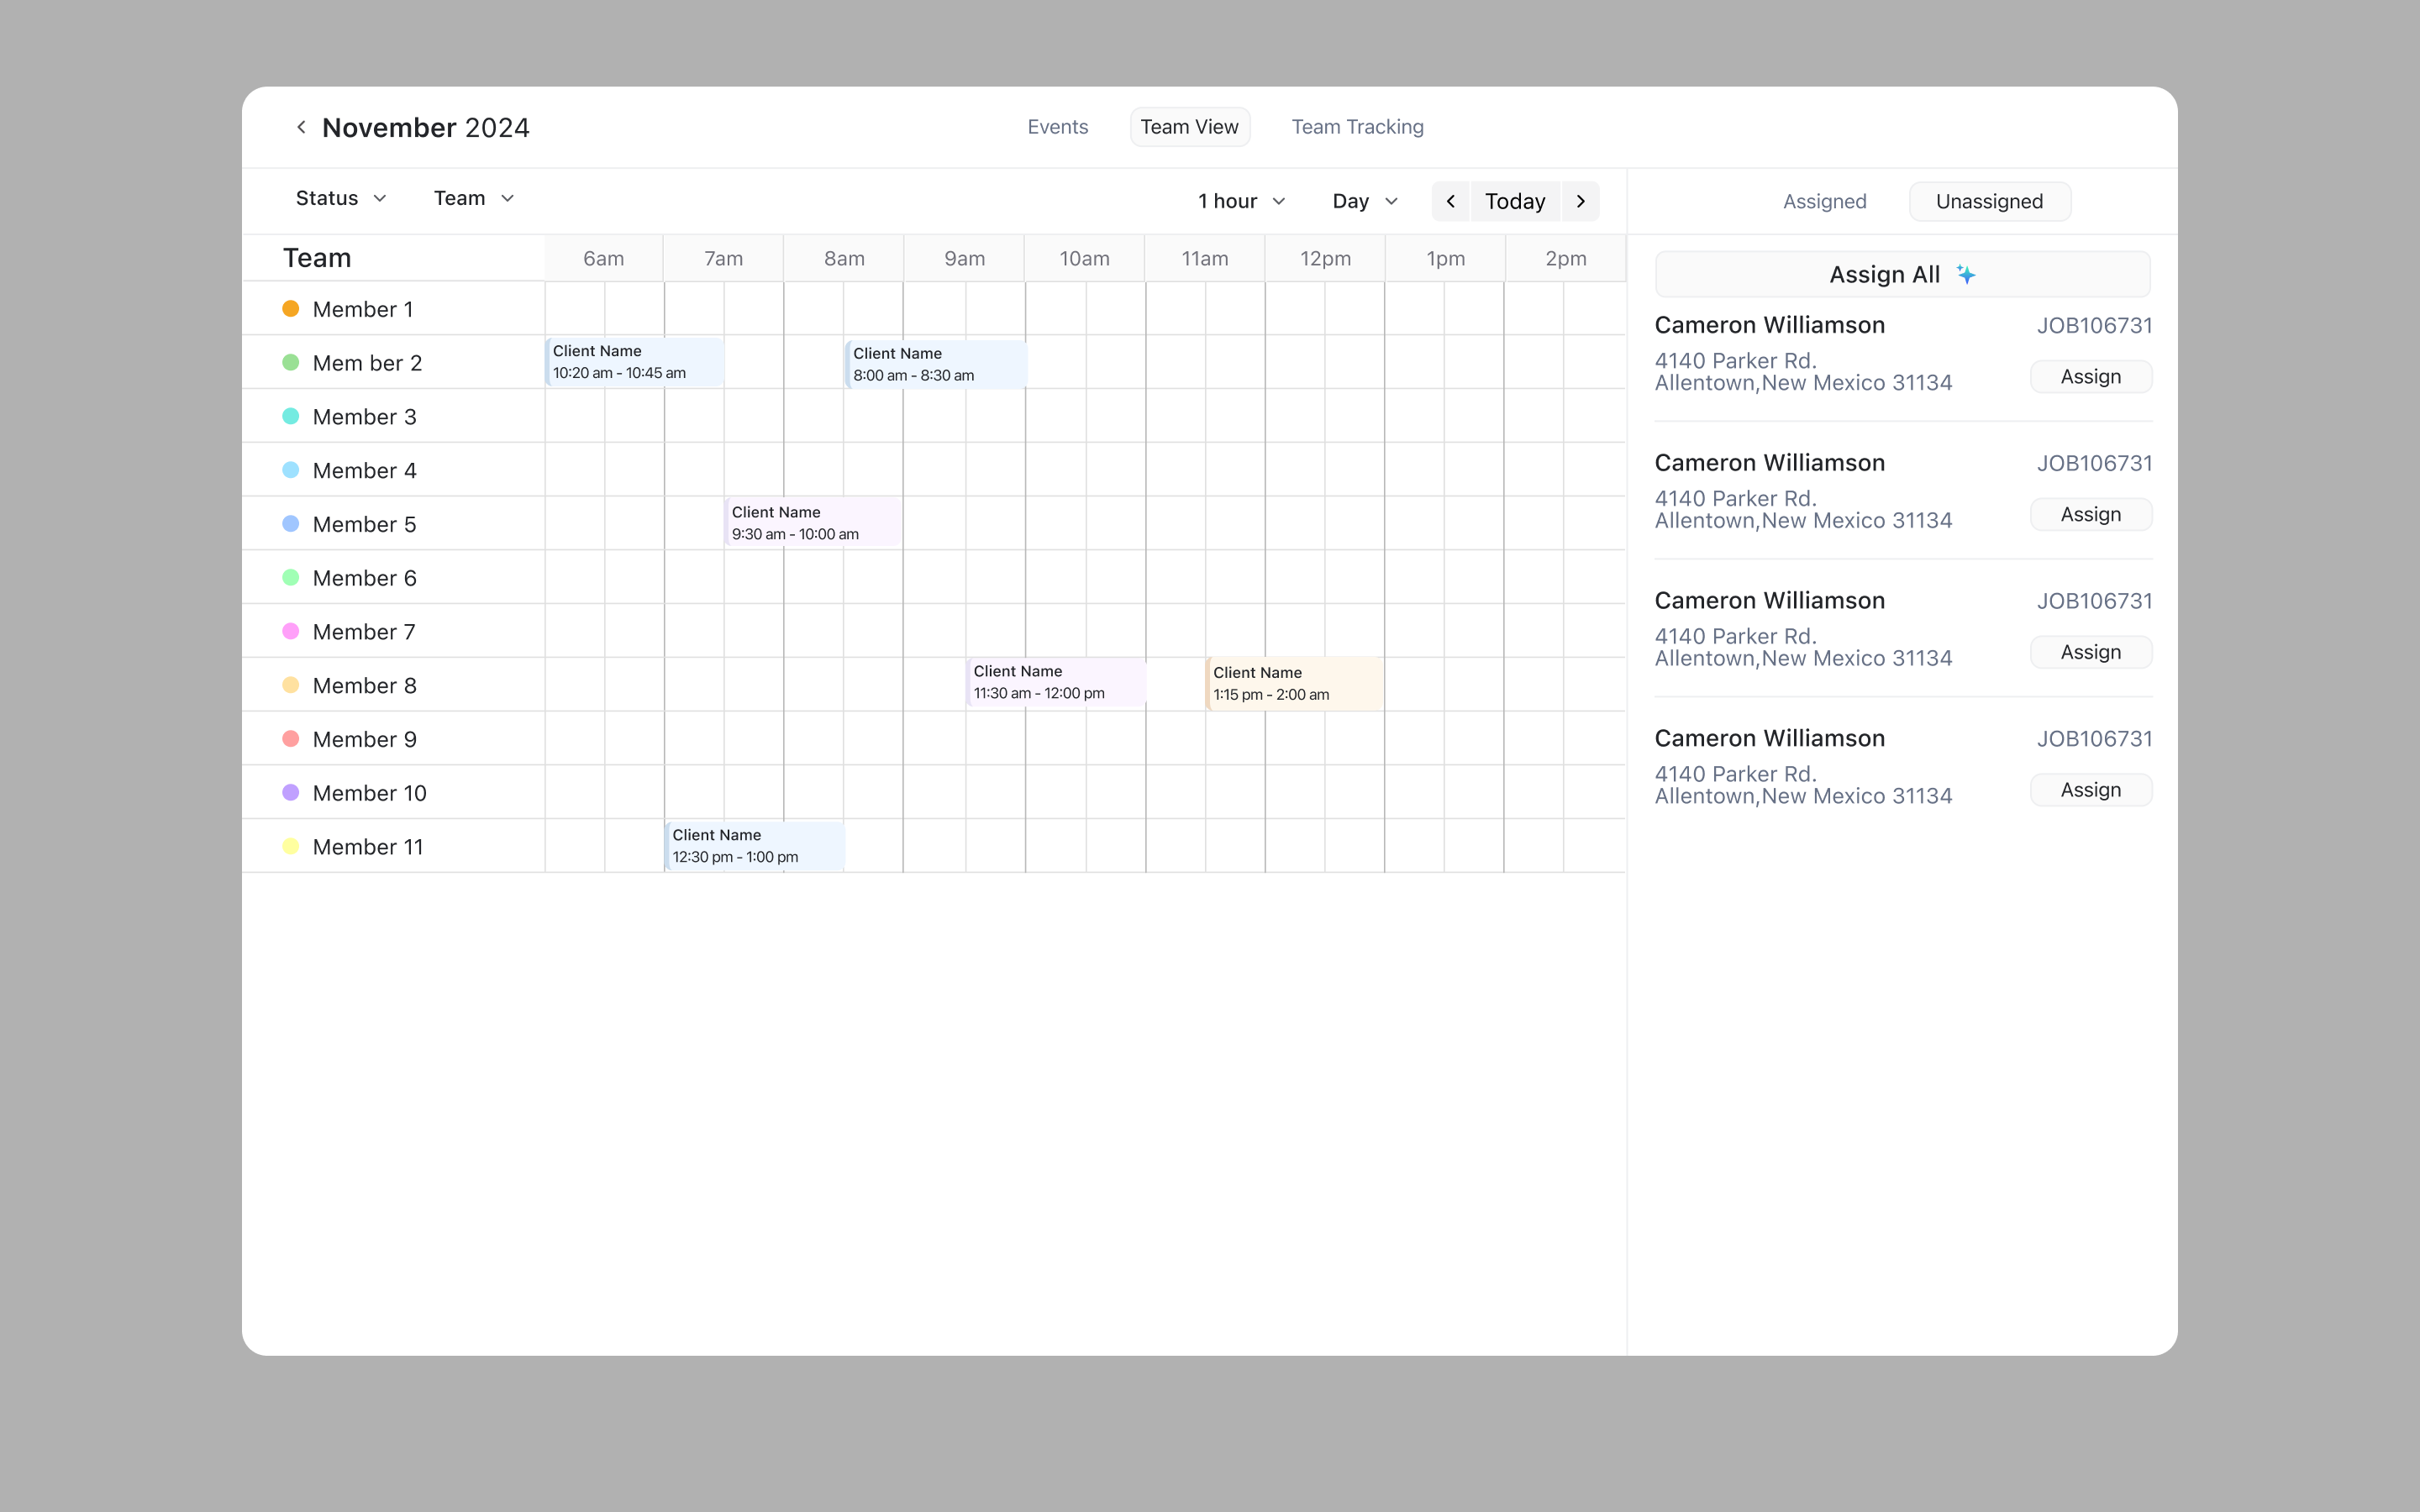 November 2024
Events
Team View
Team Tracking
Status
Team
1 hour
Day
Today
Assigned
Unassigned
Team
6am
7am
8am
9am
10am
11am
12pm
1pm
2pm
Member 1
Mem ber 2
Client Name
10:20 am - 10:45 am
Client Name
8:00 am - 8:30 am
Member 3
Member 4
Member 5
Client Name
9:30 am - 10:00 am
Member 6
Member 7
Member 8
Client Name
11:30 am - 12:00 pm
Client Name
1:15 pm - 2:00 am
Member 9
Member 10
Member 11
Client Name
12:30 pm - 1:00 pm
Assign All
Cameron Williamson
JOB106731
4140 Parker Rd.
Allentown,New Mexico 31134
Assign
Cameron Williamson
JOB106731
4140 Parker Rd.
Allentown,New Mexico 31134
Assign
Cameron Williamson
JOB106731
4140 Parker Rd.
Allentown,New Mexico 31134
Assign
Cameron Williamson
JOB106731
4140 Parker Rd.
Allentown,New Mexico 31134
Assign